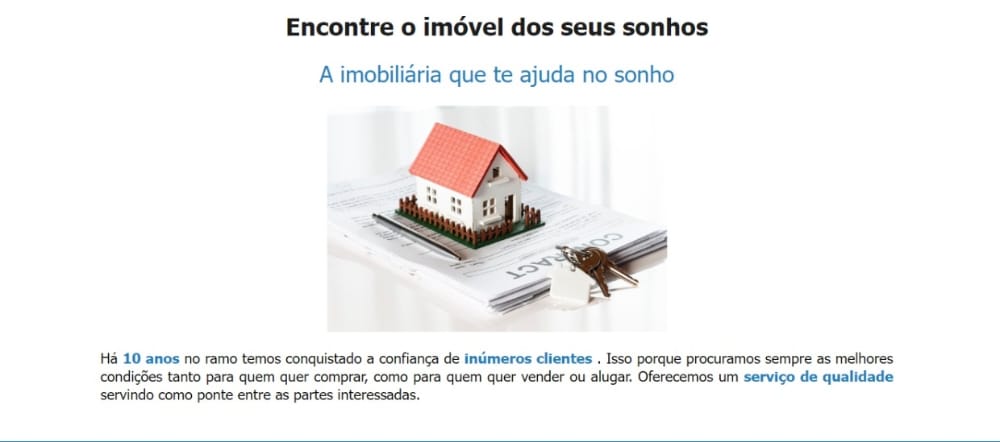 Encontre o imóvel dos seus sonhos
A imobiliária que te ajuda no sonho
CONTRACT
Há 10 anos no ramo temos conquistado a confiança de inúmeros clientes . Isso porque procuramos sempre as melhores
condições tanto para quem quer comprar, como para quem quer vender ou alugar. Oferecemos um serviço de qualidade
servindo como ponte entre as partes interessadas.